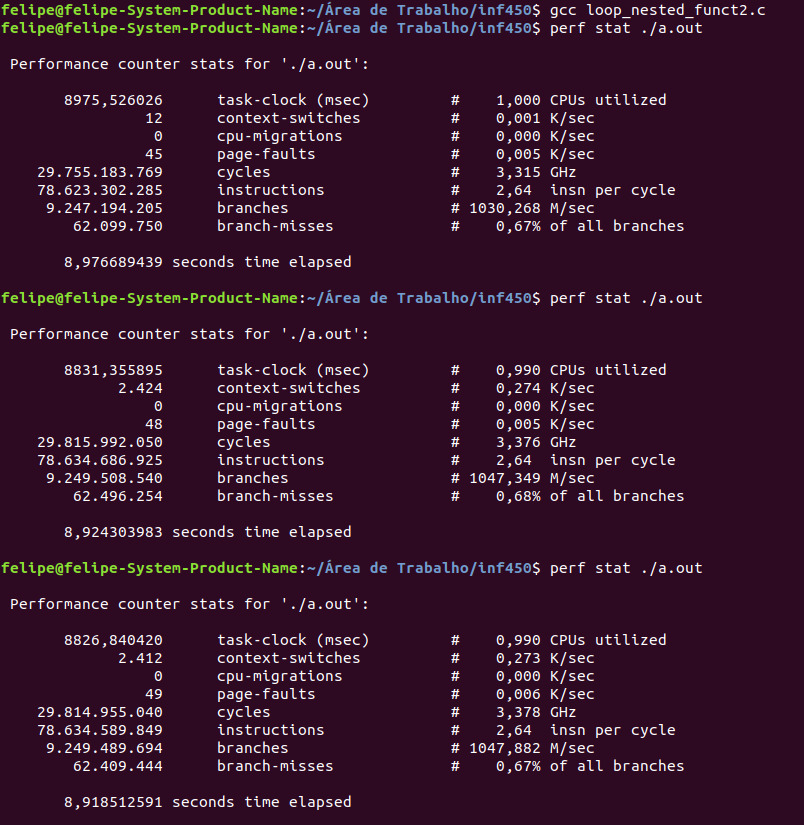 felipe@felipe-System-Product-Name:~/Área de Trabalho/inf450$ gcc loop_nested_funct2.c
felipe@felipe-System-Product-Name:~/Área de Trabalho/inf450$ perf stat ./a.out

 Performance counter stats for './a.out':

       8975,526026      task-clock (msec)         #    1,000 CPUs utilized
                12      context-switches          #    0,001 K/sec
                 0      cpu-migrations            #    0,000 K/sec
                45      page-faults               #    0,005 K/sec
    29.755.183.769      cycles                    #    3,315 GHz
    78.623.302.285      instructions              #    2,64  insn per cycle
     9.247.194.205      branches                  # 1030,268 M/sec
        62.099.750      branch-misses             #    0,67% of all branches

       8,976689439 seconds time elapsed

felipe@felipe-System-Product-Name:~/Área de Trabalho/inf450$ perf stat ./a.out

 Performance counter stats for './a.out':

       8831,355895      task-clock (msec)         #    0,990 CPUs utilized
             2.424      context-switches          #    0,274 K/sec
                 0      cpu-migrations            #    0,000 K/sec
                48      page-faults               #    0,005 K/sec
    29.815.992.050      cycles                    #    3,376 GHz
    78.634.686.925      instructions              #    2,64  insn per cycle
     9.249.508.540      branches                  # 1047,349 M/sec
        62.496.254      branch-misses             #    0,68% of all branches

       8,924303983 seconds time elapsed

felipe@felipe-System-Product-Name:~/Área de Trabalho/inf450$ perf stat ./a.out

 Performance counter stats for './a.out':

       8826,840420      task-clock (msec)         #    0,990 CPUs utilized
             2.412      context-switches          #    0,273 K/sec
                 0      cpu-migrations            #    0,000 K/sec
                49      page-faults               #    0,006 K/sec
    29.814.955.040      cycles                    #    3,378 GHz
    78.634.589.849      instructions              #    2,64  insn per cycle
     9.249.489.694      branches                  # 1047,882 M/sec
        62.409.444      branch-misses             #    0,67% of all branches

       8,918512591 seconds time elapsed